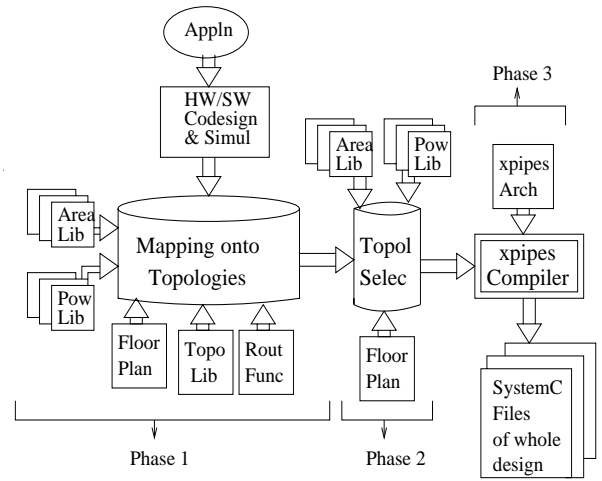 Appln
HW/SW
Codesign
& Simul
Phase 3
Area
Lib
Pow
Lib
xpipes
Arch
Area
Lib
Mapping onto
Topologies
Topol
Selec
xpipes
Compiler
Pow
Lib
Floor
Plan
Topo
Lib
Rout
Func
Floor
Plan
SystemC
Files
of whole
design
Phase 1
Phase 2